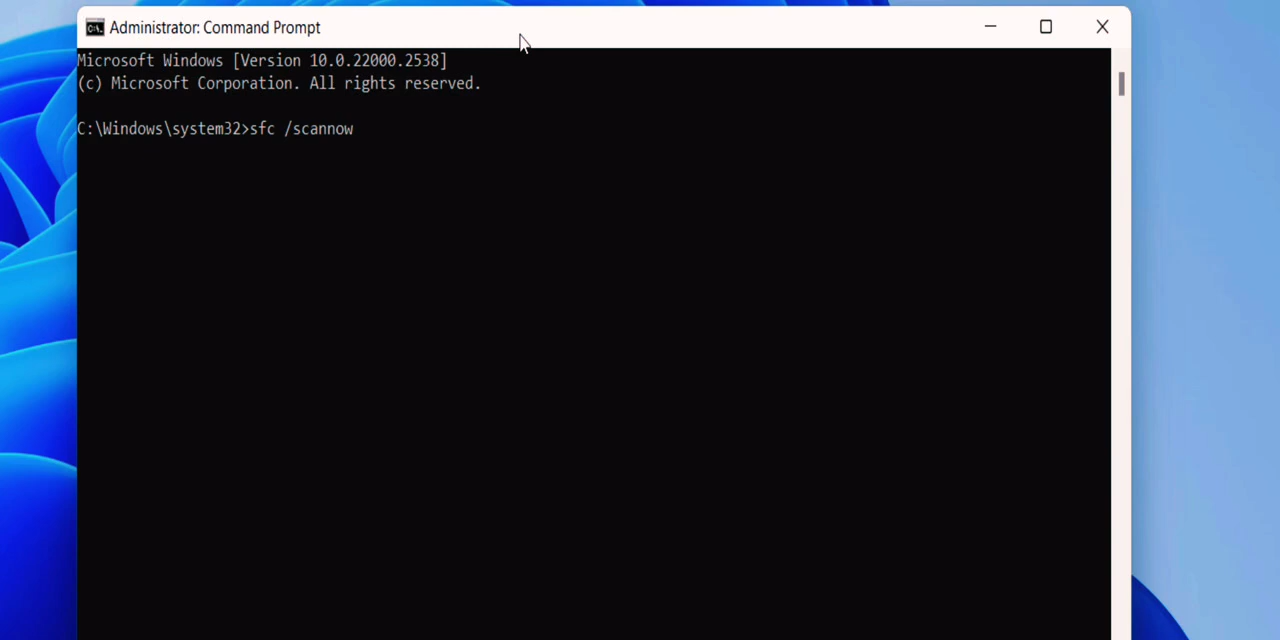 Administrator: Command Prompt
Microsoft Windows [Version 10.0.22000.2538]
(c) Microsoft Corporation. All rights reserved.
C:\Windows\system32>sfc /scannow